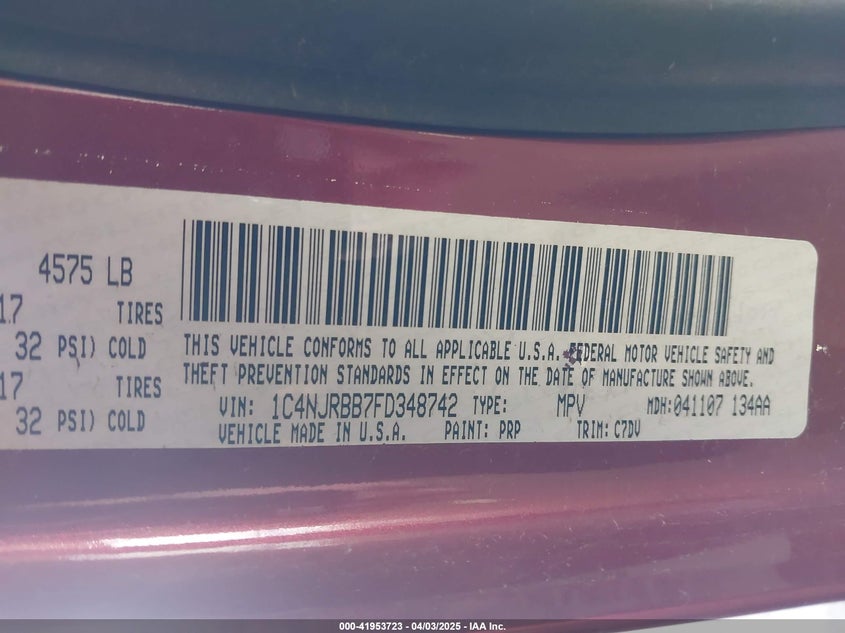 4575 LB
17 TIRES
32 PSI) COLD
17 TIRES
32 PSI) COLD
THIS VEHICLE CONFORMS TO ALL APPLICABLE U.S.A. FEDERAL MOTOR VEHICLE SAFETY AND
THEFT PREVENTION STANDARDS IN EFFECT ON THE DATE OF MANUFACTURE SHOWN ABOVE.
VIN: 1C4NJRBB7FD348742 TYPE: MPV MDH:041107 134AA
VEHICLE MADE IN U.S.A. PAINT: PRP TRIM: C7DV
000-41953723 - 04/03/2025 - IAA Inc.